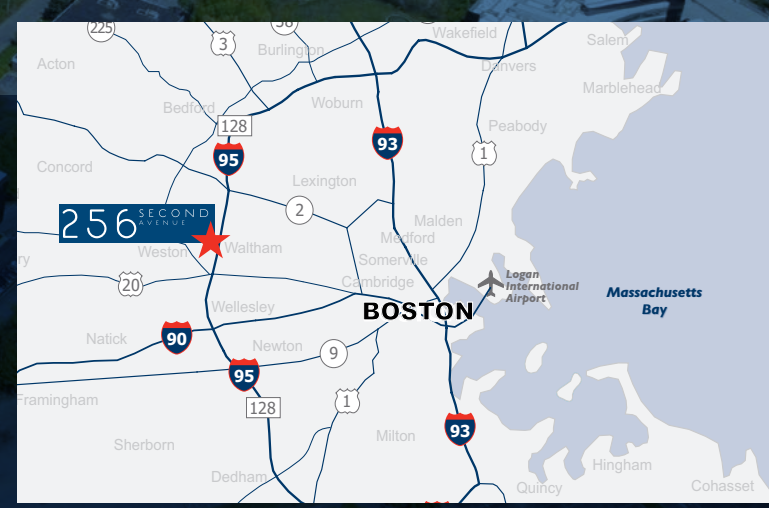 225
38
Wakefield
Salem
3
Burlington
Acton
Danvers
Marblehead
Bedford
Woburn
128
Peabody
93
95
1
Concord
Lexington
256 SECOND
AVENUE
2
Malden
Medford
Weston
Waltham
Somerville
Logan
International
Airport
20
Cambridge
Massachusetts
Bay
Wellesley
BOSTON
90
Natick
Newton
9
95
Framingham
128
1
93
Milton
Sherborn
Hingham
Dedham
Quincy
Cohasset